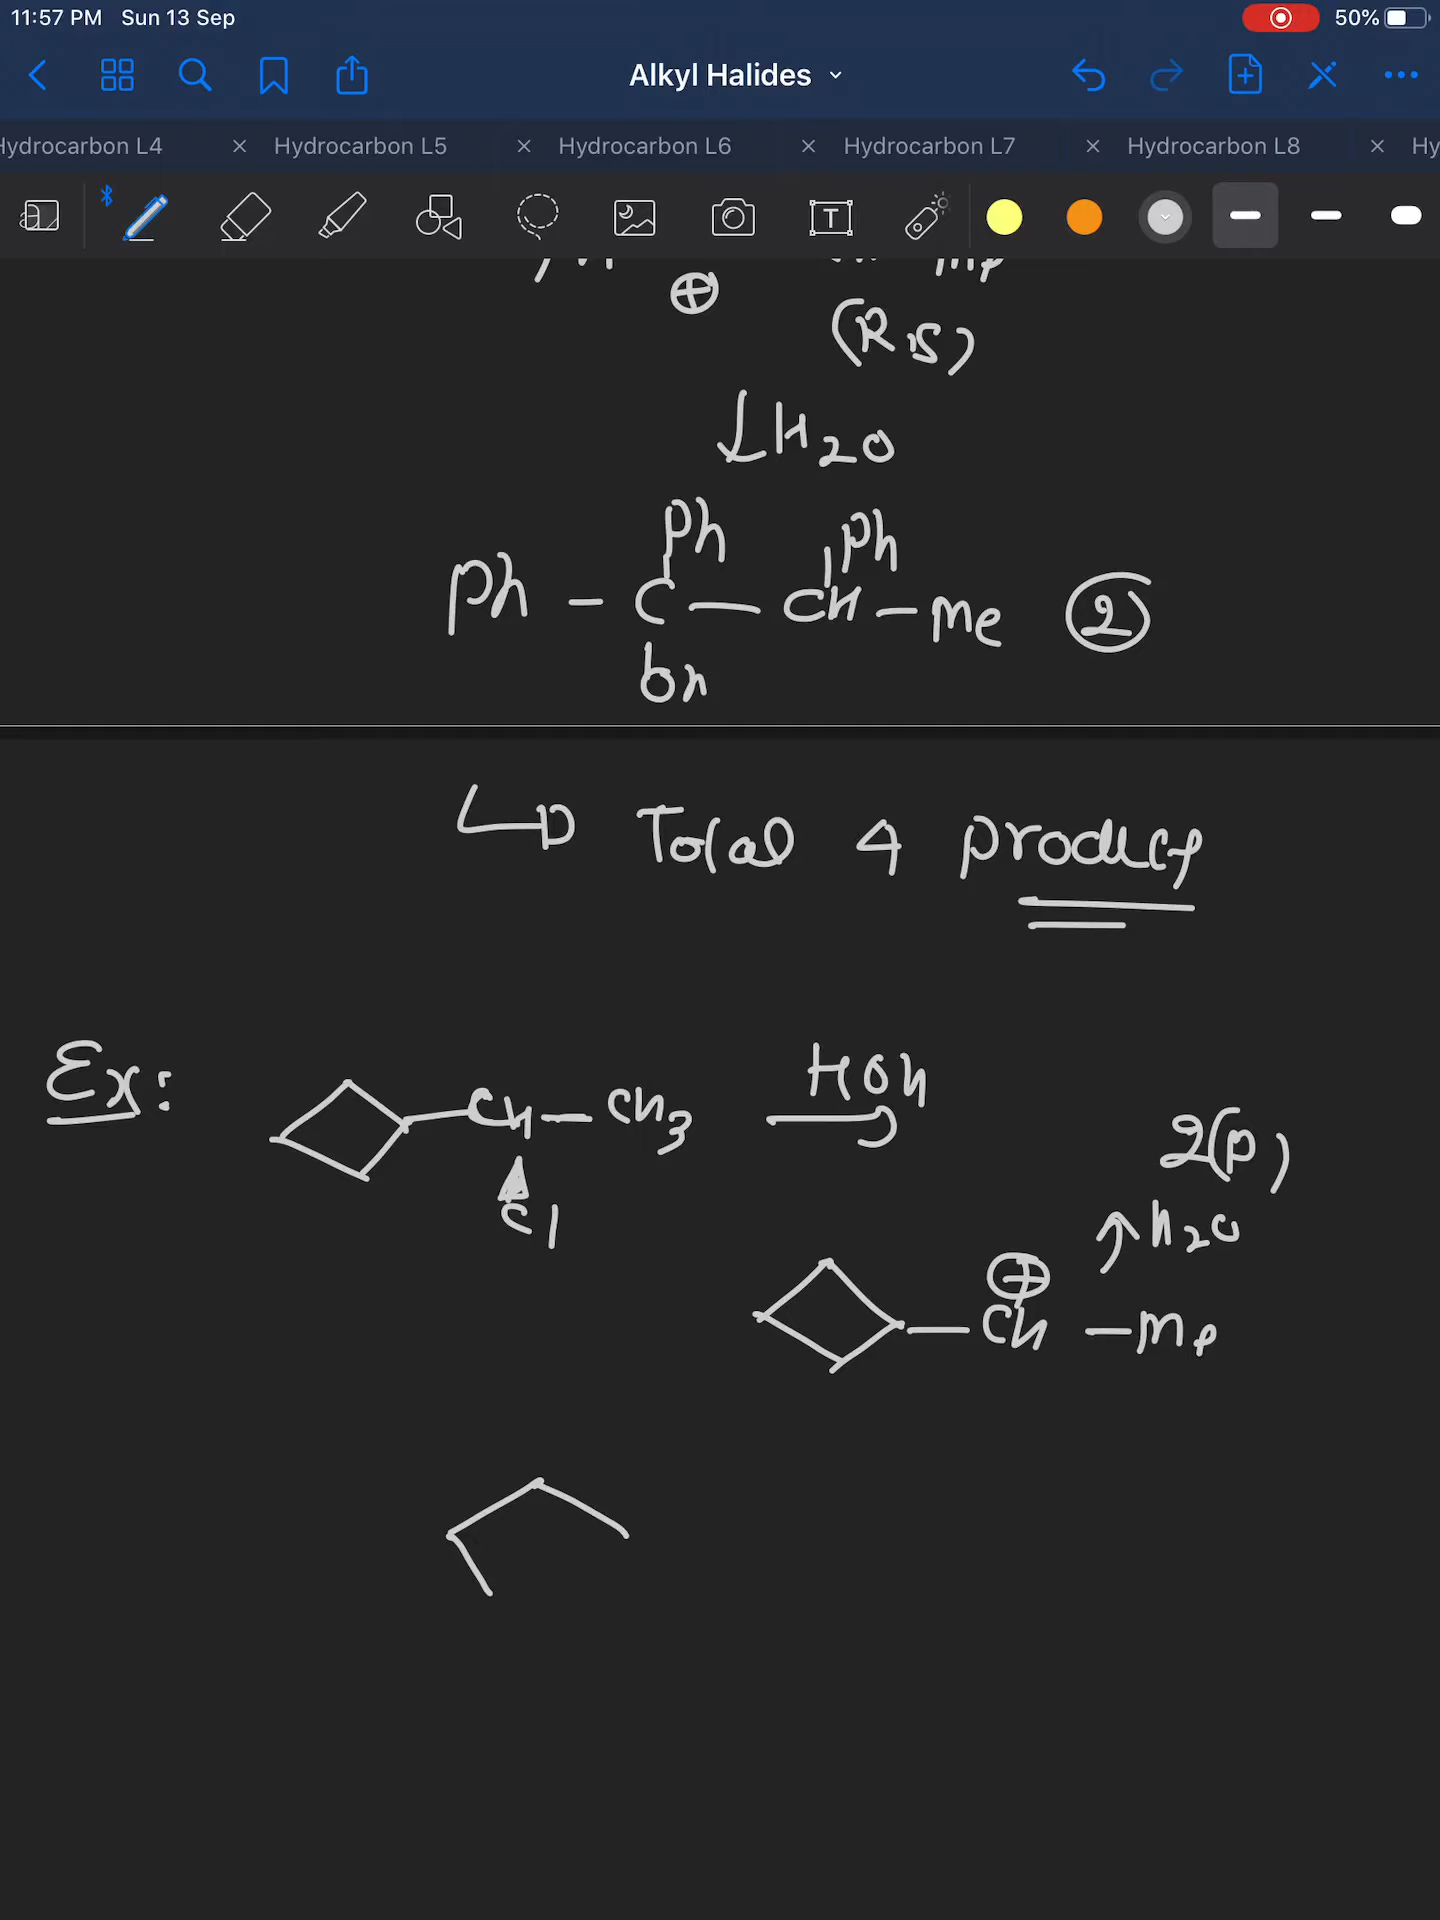 11:57 PM Sun 13 Sep 50%
Alkyl Halides
Hydrocarbon L4 × Hydrocarbon L5 × Hydrocarbon L6 × Hydrocarbon L7 × Hydrocarbon L8 × Hy
a T
⊕
(R,S)
H2O
Ph Ph
Ph - C — CH - Me ②
Total 4 product
Ex:
CH - CH3 HOH
Cl
2(P)
↑ H2O
⊕
— CH - Me